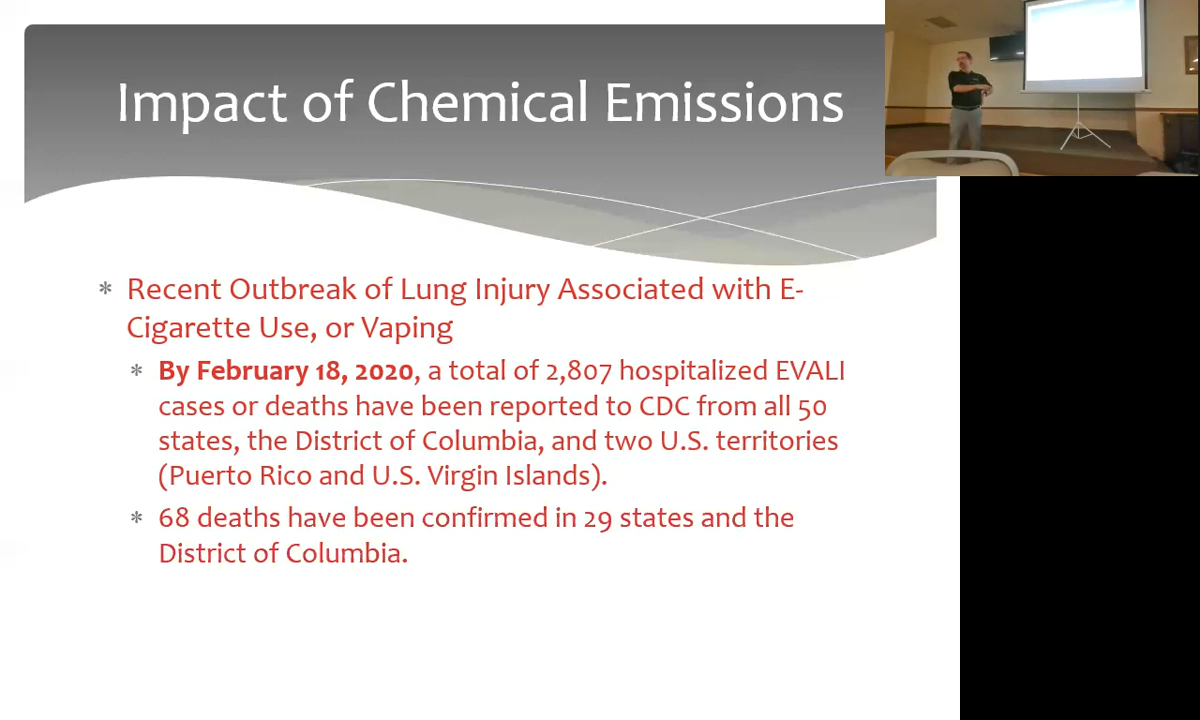 Impact of Chemical Emissions
* Recent Outbreak of Lung Injury Associated with E-
Cigarette Use, or Vaping
* By February 18, 2020, a total of 2,807 hospitalized EVALI
cases or deaths have been reported to CDC from all 50
states, the District of Columbia, and two U.S. territories
(Puerto Rico and U.S. Virgin Islands).
* 68 deaths have been confirmed in 29 states and the
District of Columbia.